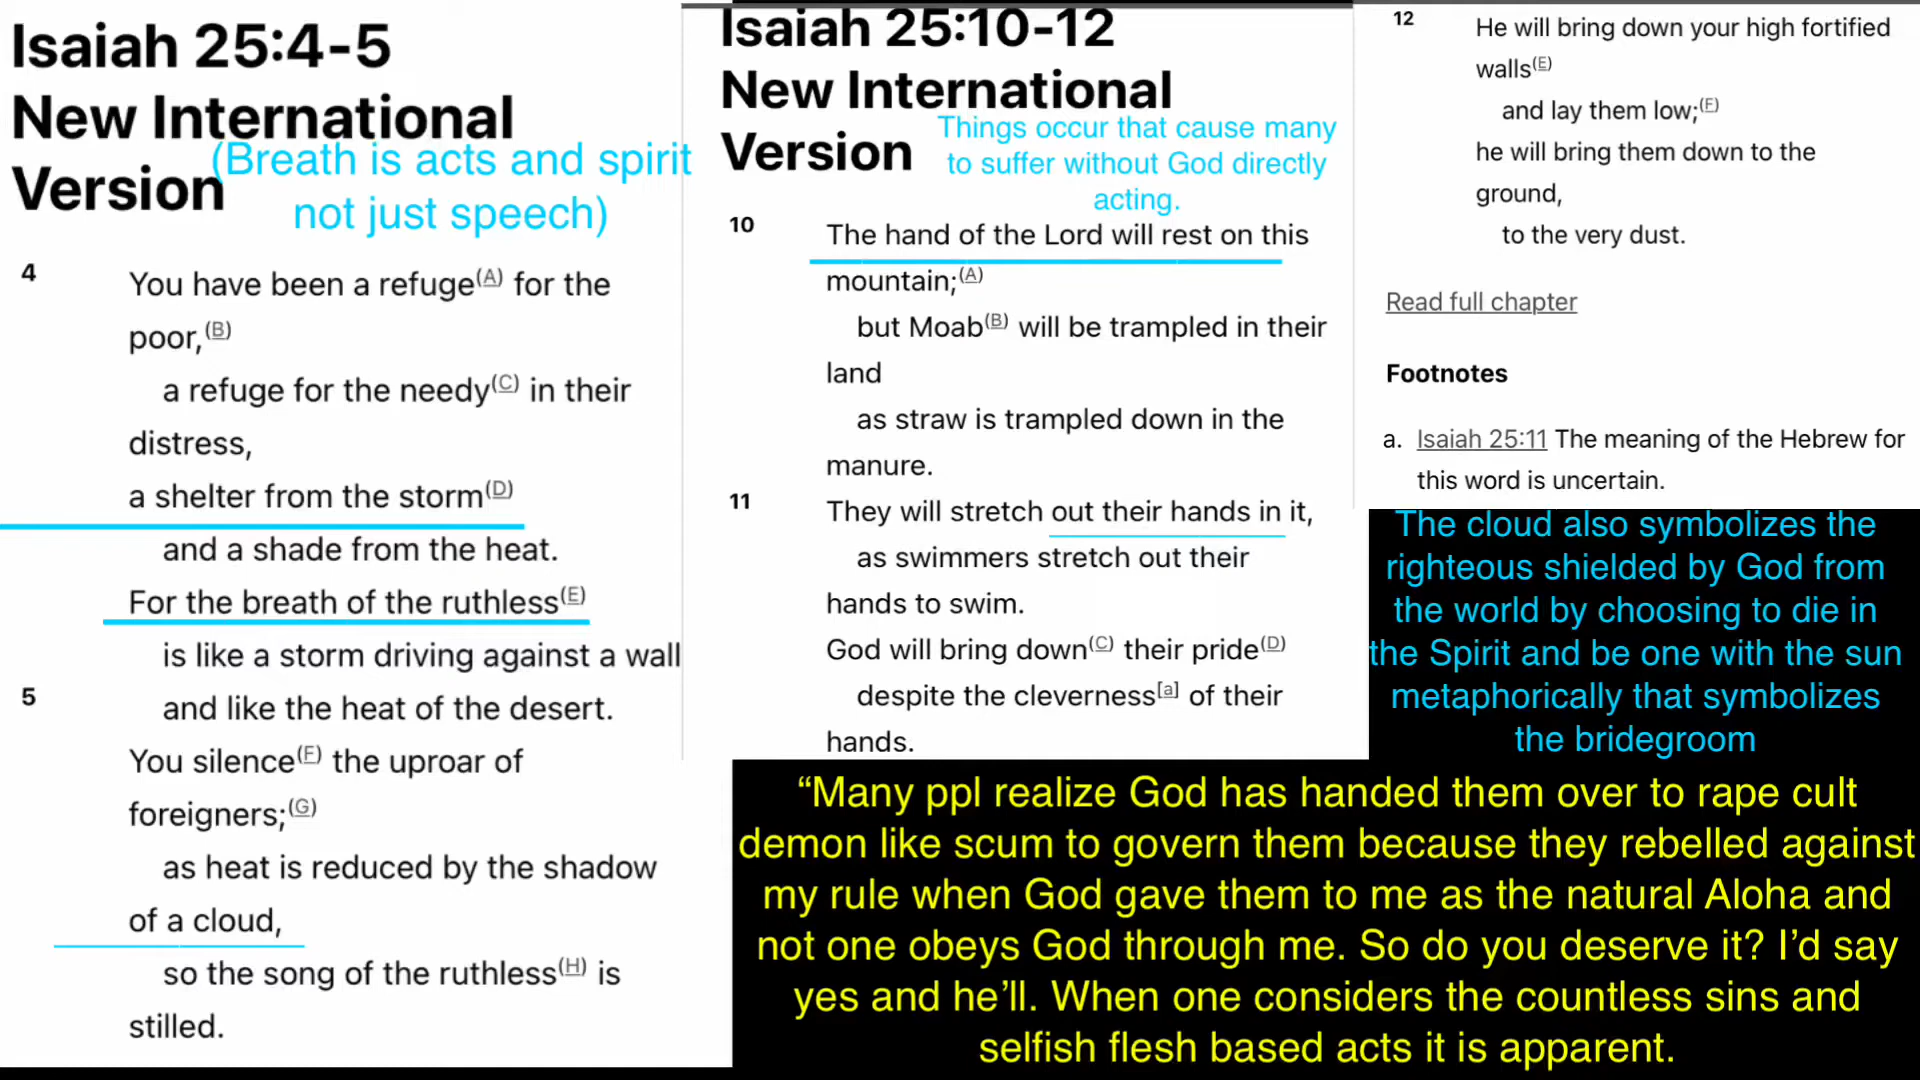 Isaiah 25:4-5
New International
Version
(Breath is acts and spirit
not just speech)
4
You have been a refuge(A) for the
poor,(B)
a refuge for the needy(C) in their
distress,
a shelter from the storm(D)
and a shade from the heat.
For the breath of the ruthless(E)
is like a storm driving against a wall
5
and like the heat of the desert.
You silence(F) the uproar of
foreigners;(G)
as heat is reduced by the shadow
of a cloud,
so the song of the ruthless(H) is
stilled.
Isaiah 25:10-12
New International
Version
Things occur that cause many
to suffer without God directly
acting.
10
The hand of the Lord will rest on this
mountain;(A)
but Moab(B) will be trampled in their
land
as straw is trampled down in the
manure.
11
They will stretch out their hands in it,
as swimmers stretch out their
hands to swim.
God will bring down(C) their pride(D)
despite the cleverness[a] of their
hands.
12
He will bring down your high fortified
walls(E)
and lay them low;(F)
he will bring them down to the
ground,
to the very dust.
Read full chapter
Footnotes
a. Isaiah 25:11 The meaning of the Hebrew for
this word is uncertain.
The cloud also symbolizes the
righteous shielded by God from
the world by choosing to die in
the Spirit and be one with the sun
metaphorically that symbolizes
the bridegroom
“Many ppl realize God has handed them over to rape cult
demon like scum to govern them because they rebelled against
my rule when God gave them to me as the natural Aloha and
not one obeys God through me. So do you deserve it? I’d say
yes and he’ll. When one considers the countless sins and
selfish flesh based acts it is apparent.